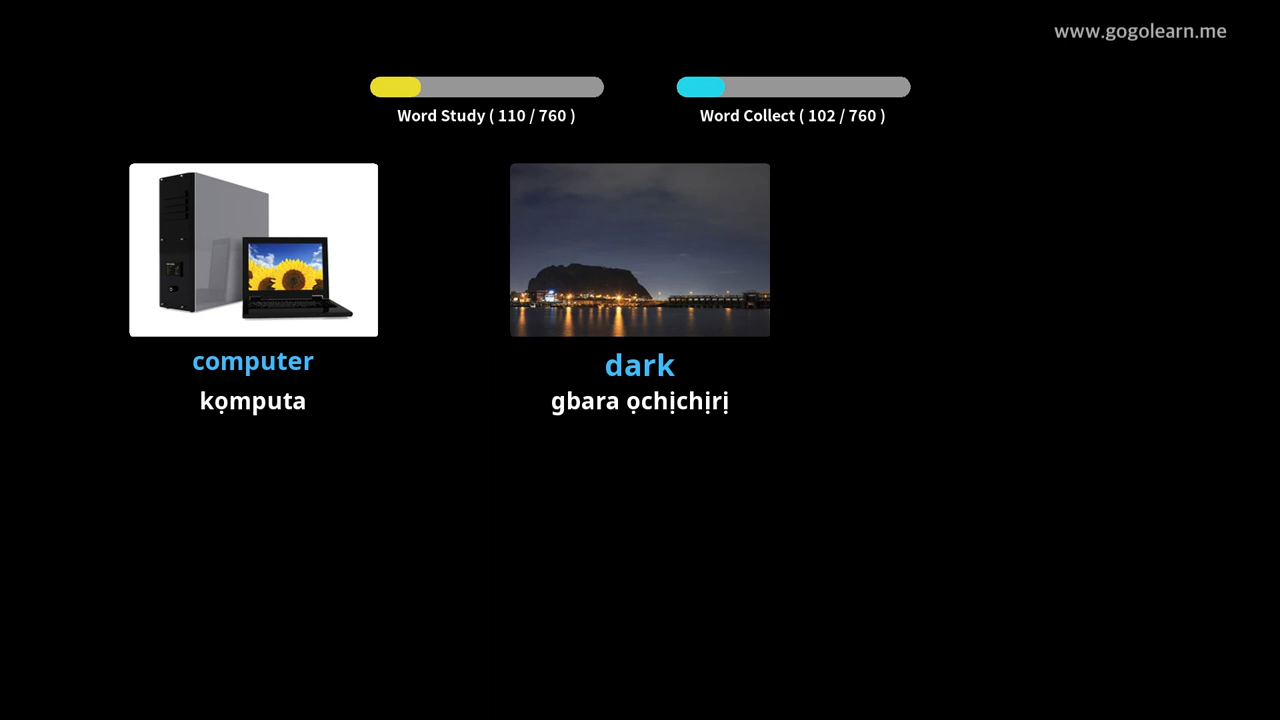 www.gogolearn.me
Word Study ( 110 / 760 )
Word Collect ( 102 / 760 )
computer
kọmputa
dark
gbara ọchịchịrị